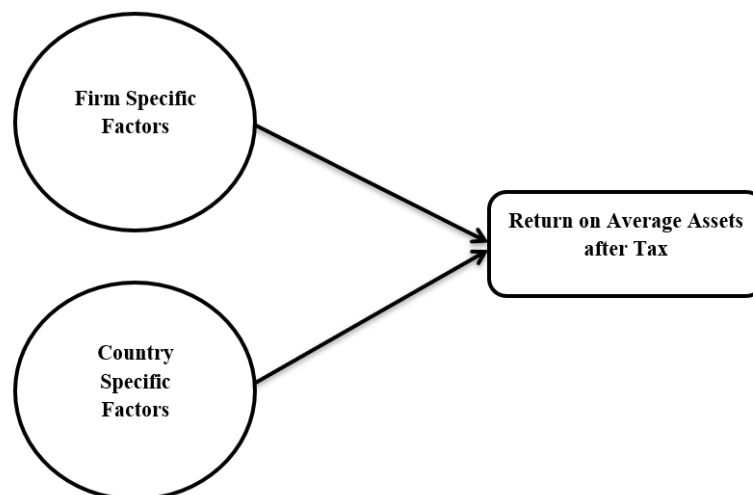 Firm Specific
Factors
Return on Average Assets
after Tax
Country
Specific
Factors